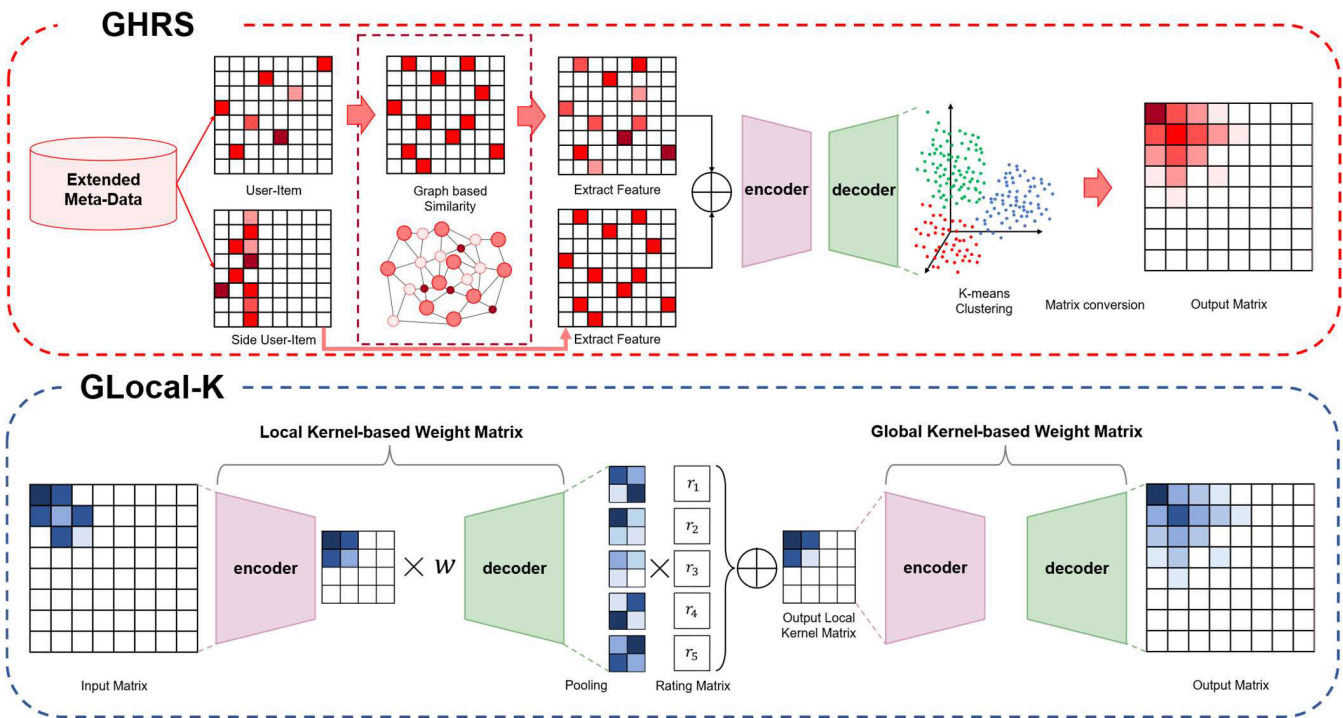 GHRS
Extended
Meta-Data
User-Item
Side User-Item
Graph based
Similarity
Extract Feature
Extract Feature
encoder
decoder
K-means
Clustering
Matrix conversion
Output Matrix
GLocal-K
Local Kernel-based Weight Matrix
Global Kernel-based Weight Matrix
Input Matrix
encoder
× w
decoder
Pooling
×
r1
r2
r3
r4
r5
Rating Matrix
Output Local
Kernel Matrix
encoder
decoder
Output Matrix